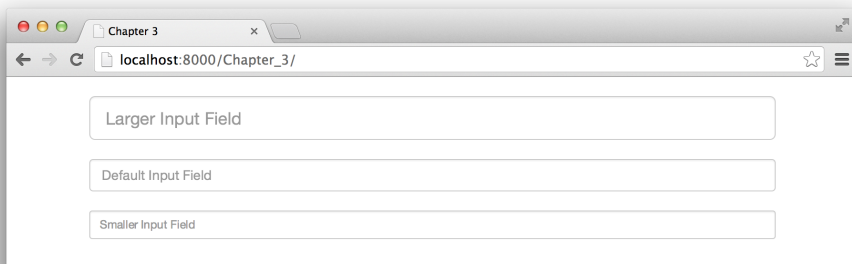 Chapter 3
localhost:8000/Chapter_3/
Larger Input Field
Default Input Field
Smaller Input Field